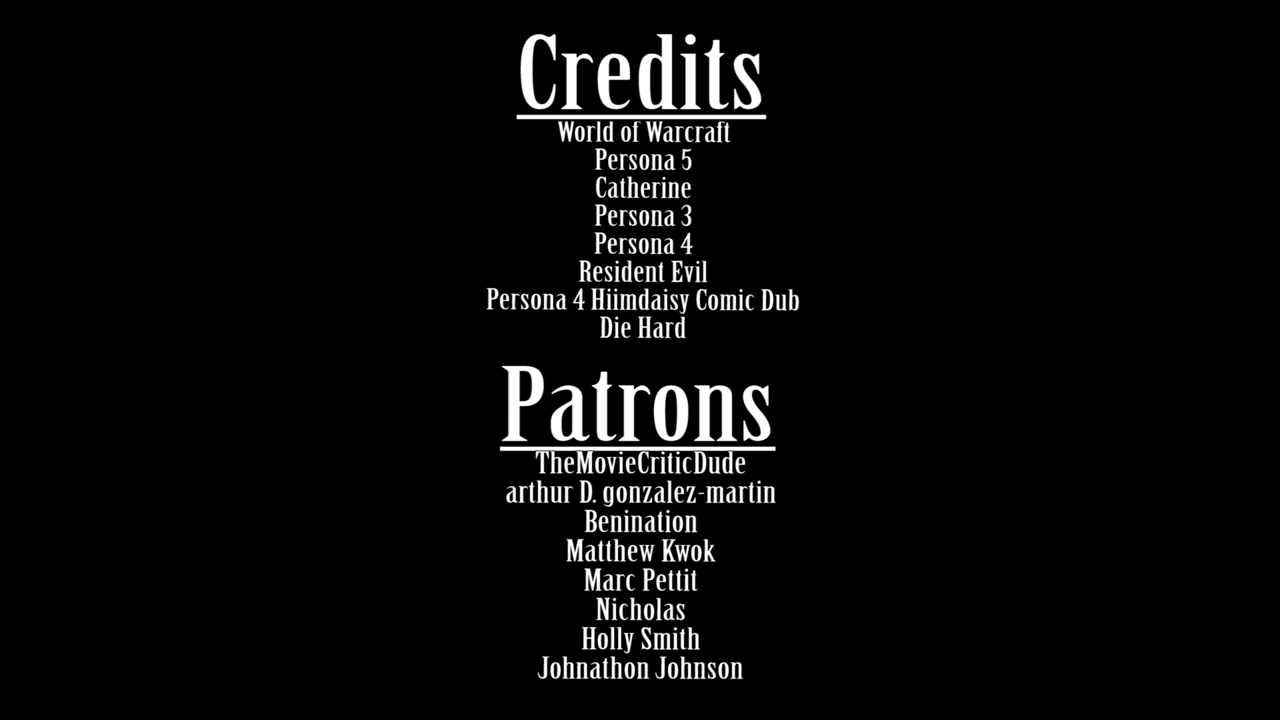 Credits
World of Warcraft
Persona 5
Catherine
Persona 3
Persona 4
Resident Evil
Persona 4 Hiimdaisy Comic Dub
Die Hard
Patrons
TheMovieCriticDude
arthur D. gonzalez-martin
Benination
Matthew Kwok
Marc Pettit
Nicholas
Holly Smith
Johnathon Johnson